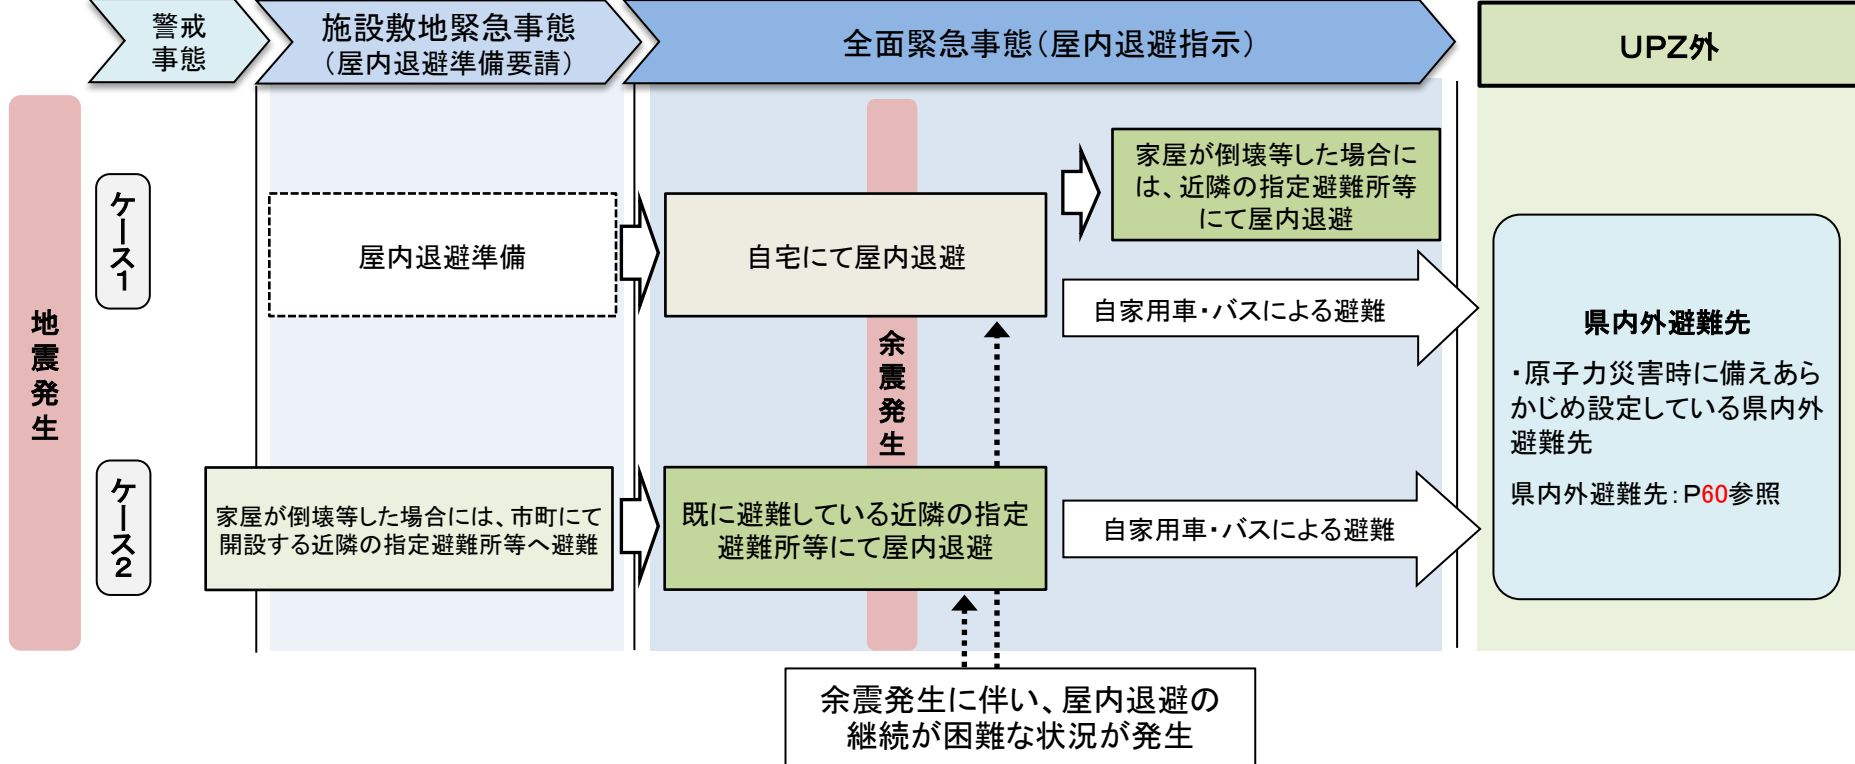 警戒
事態
施設敷地緊急事態
（屋内退避準備要請）
全面緊急事態（屋内退避指示）
UPZ外
地震発生
ケース1
屋内退避準備
自宅にて屋内退避
家屋が倒壊等した場合に
は、近隣の指定避難所等
にて屋内退避
自家用車・バスによる避難
余震発生
ケース2
家屋が倒壊等した場合には、市町にて
開設する近隣の指定避難所等へ避難
既に避難している近隣の指定
避難所等にて屋内退避
自家用車・バスによる避難
県内外避難先
・原子力災害時に備えあら
かじめ設定している県内外
避難先
県内外避難先：P60参照
余震発生に伴い、屋内退避の
継続が困難な状況が発生